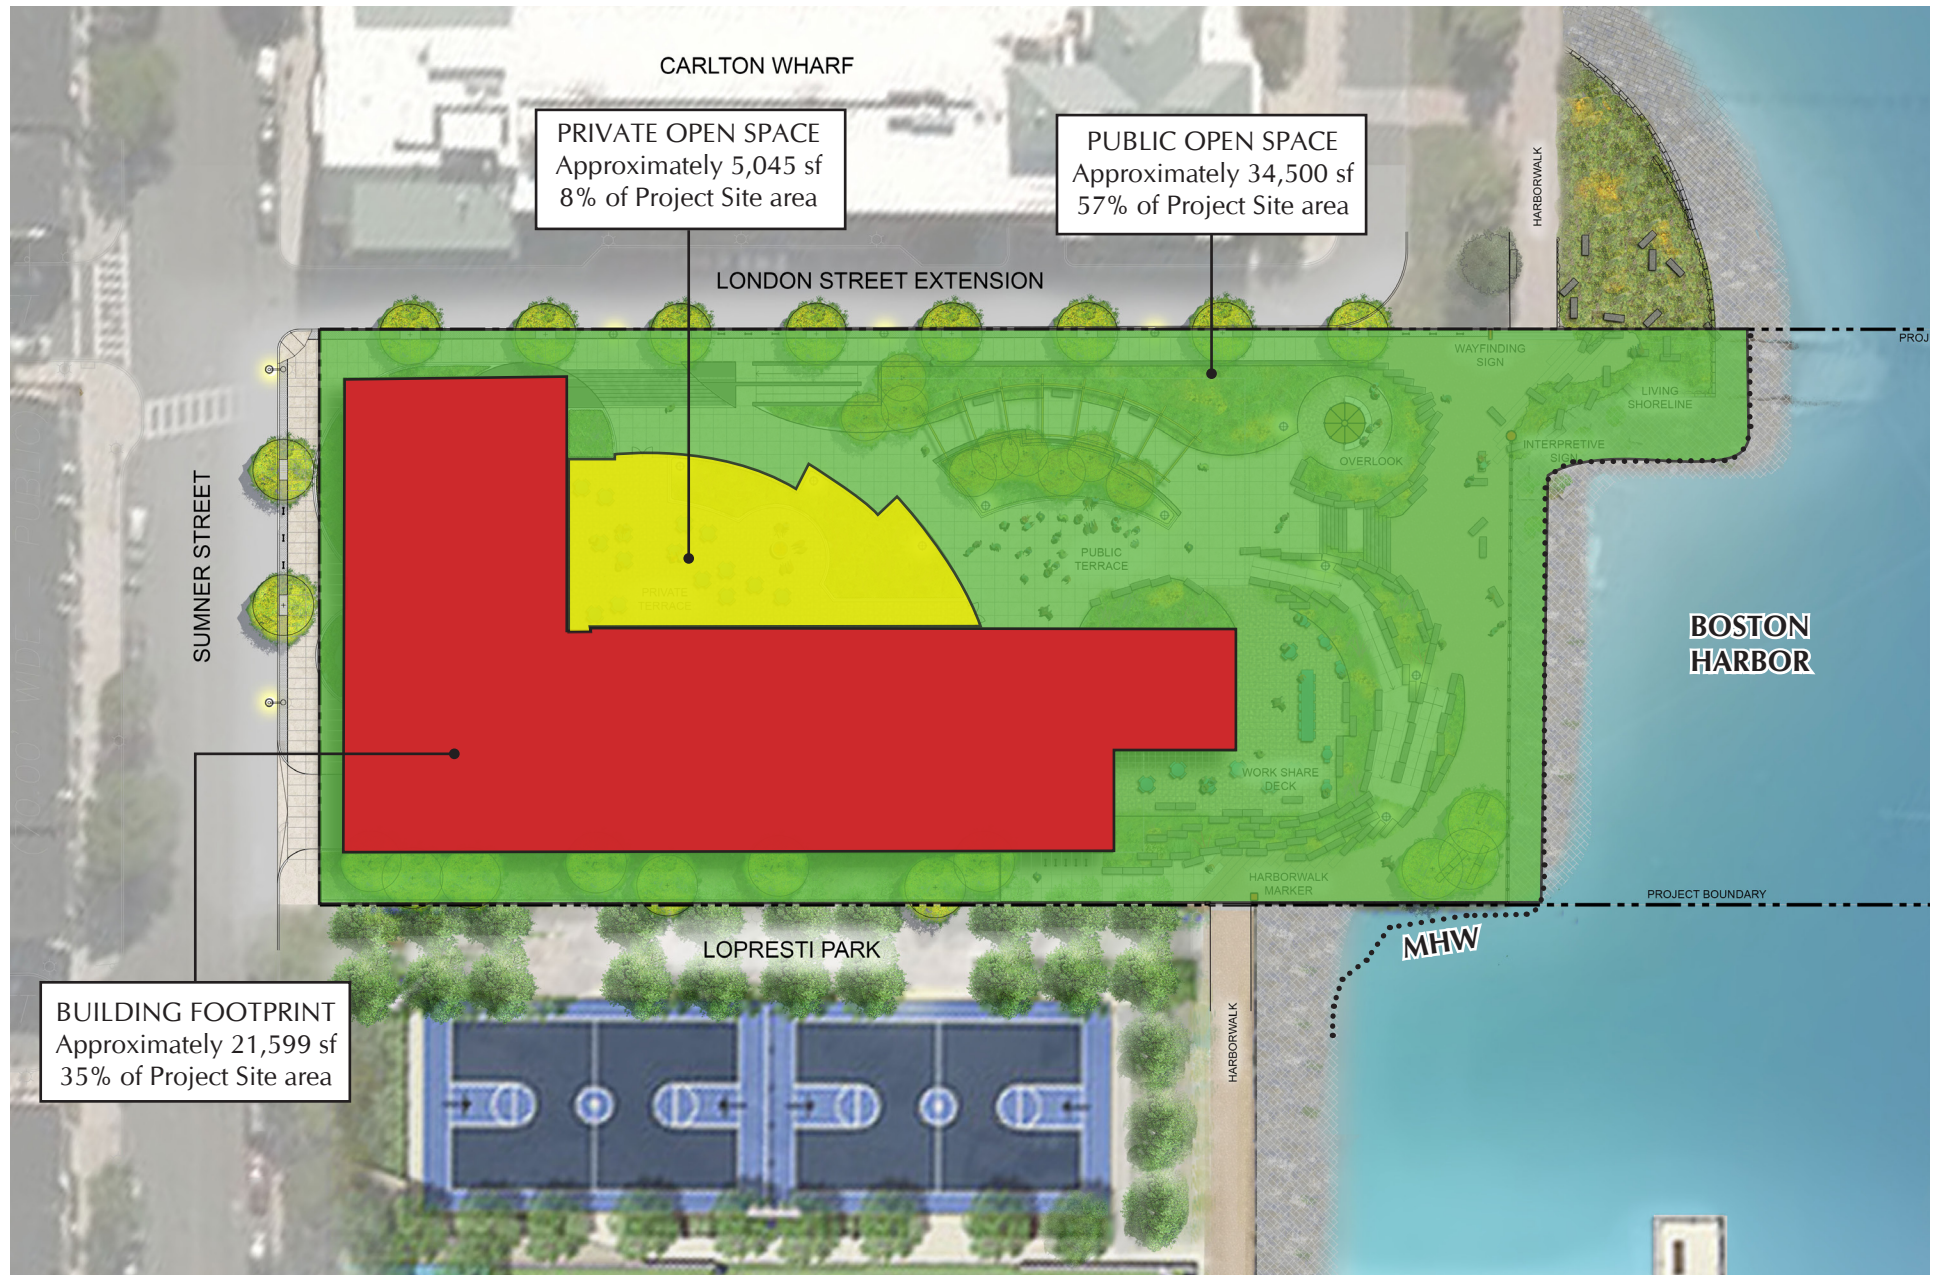 CARLTON WHARF
PRIVATE OPEN SPACE
Approximately 5,045 sf
8% of Project Site area
PUBLIC OPEN SPACE
Approximately 34,500 sf
57% of Project Site area
HARBORWALK
LONDON STREET EXTENSION
WAYFINDING
SIGN
PROJ
LIVING
SHORELINE
INTERPRETIVE
SIGN
OVERLOOK
SUMNER STREET
PUBLIC
TERRACE
PRIVATE
TERRACE
BOSTON
HARBOR
WORK SHARE
DECK
HARBORWALK
MARKER
PROJECT BOUNDARY
MHW
LOPRESTI PARK
BUILDING FOOTPRINT
Approximately 21,599 sf
35% of Project Site area
HARBORWALK